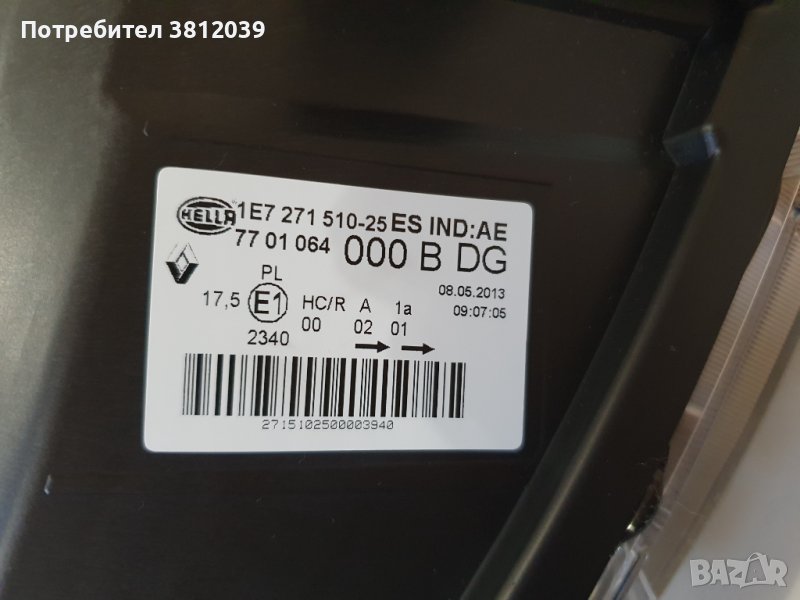 Потребител 3812039
HELLA 1E7 271 510-25 ES IND:AE
77 01 064 000 B DG
PL 08.05.2013
17,5 E1 HC/R A 1a 09:07:05
00 02 01
2340
2715102500003940
BAZAR